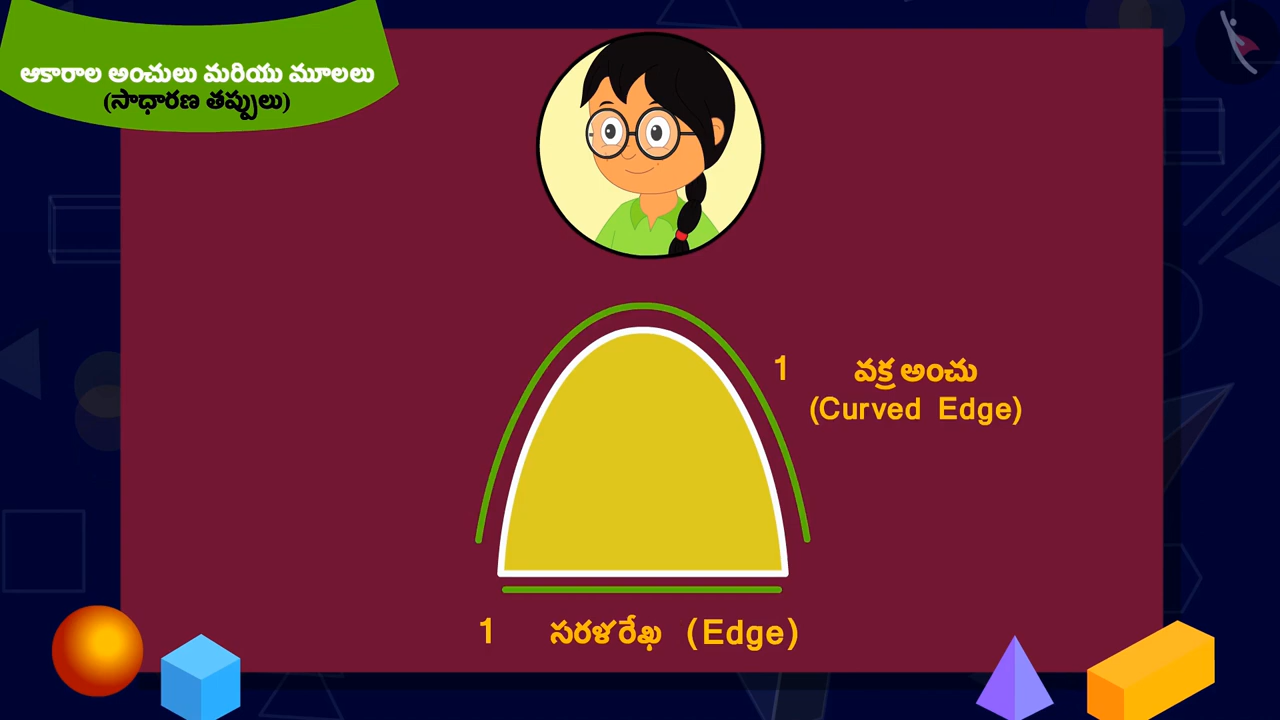 ఆకారాల అంచులు మరియు మూలలు
(సాధారణ తప్పులు)
1 వక్ర అంచు
(Curved Edge)
1 సరళరేఖ (Edge)